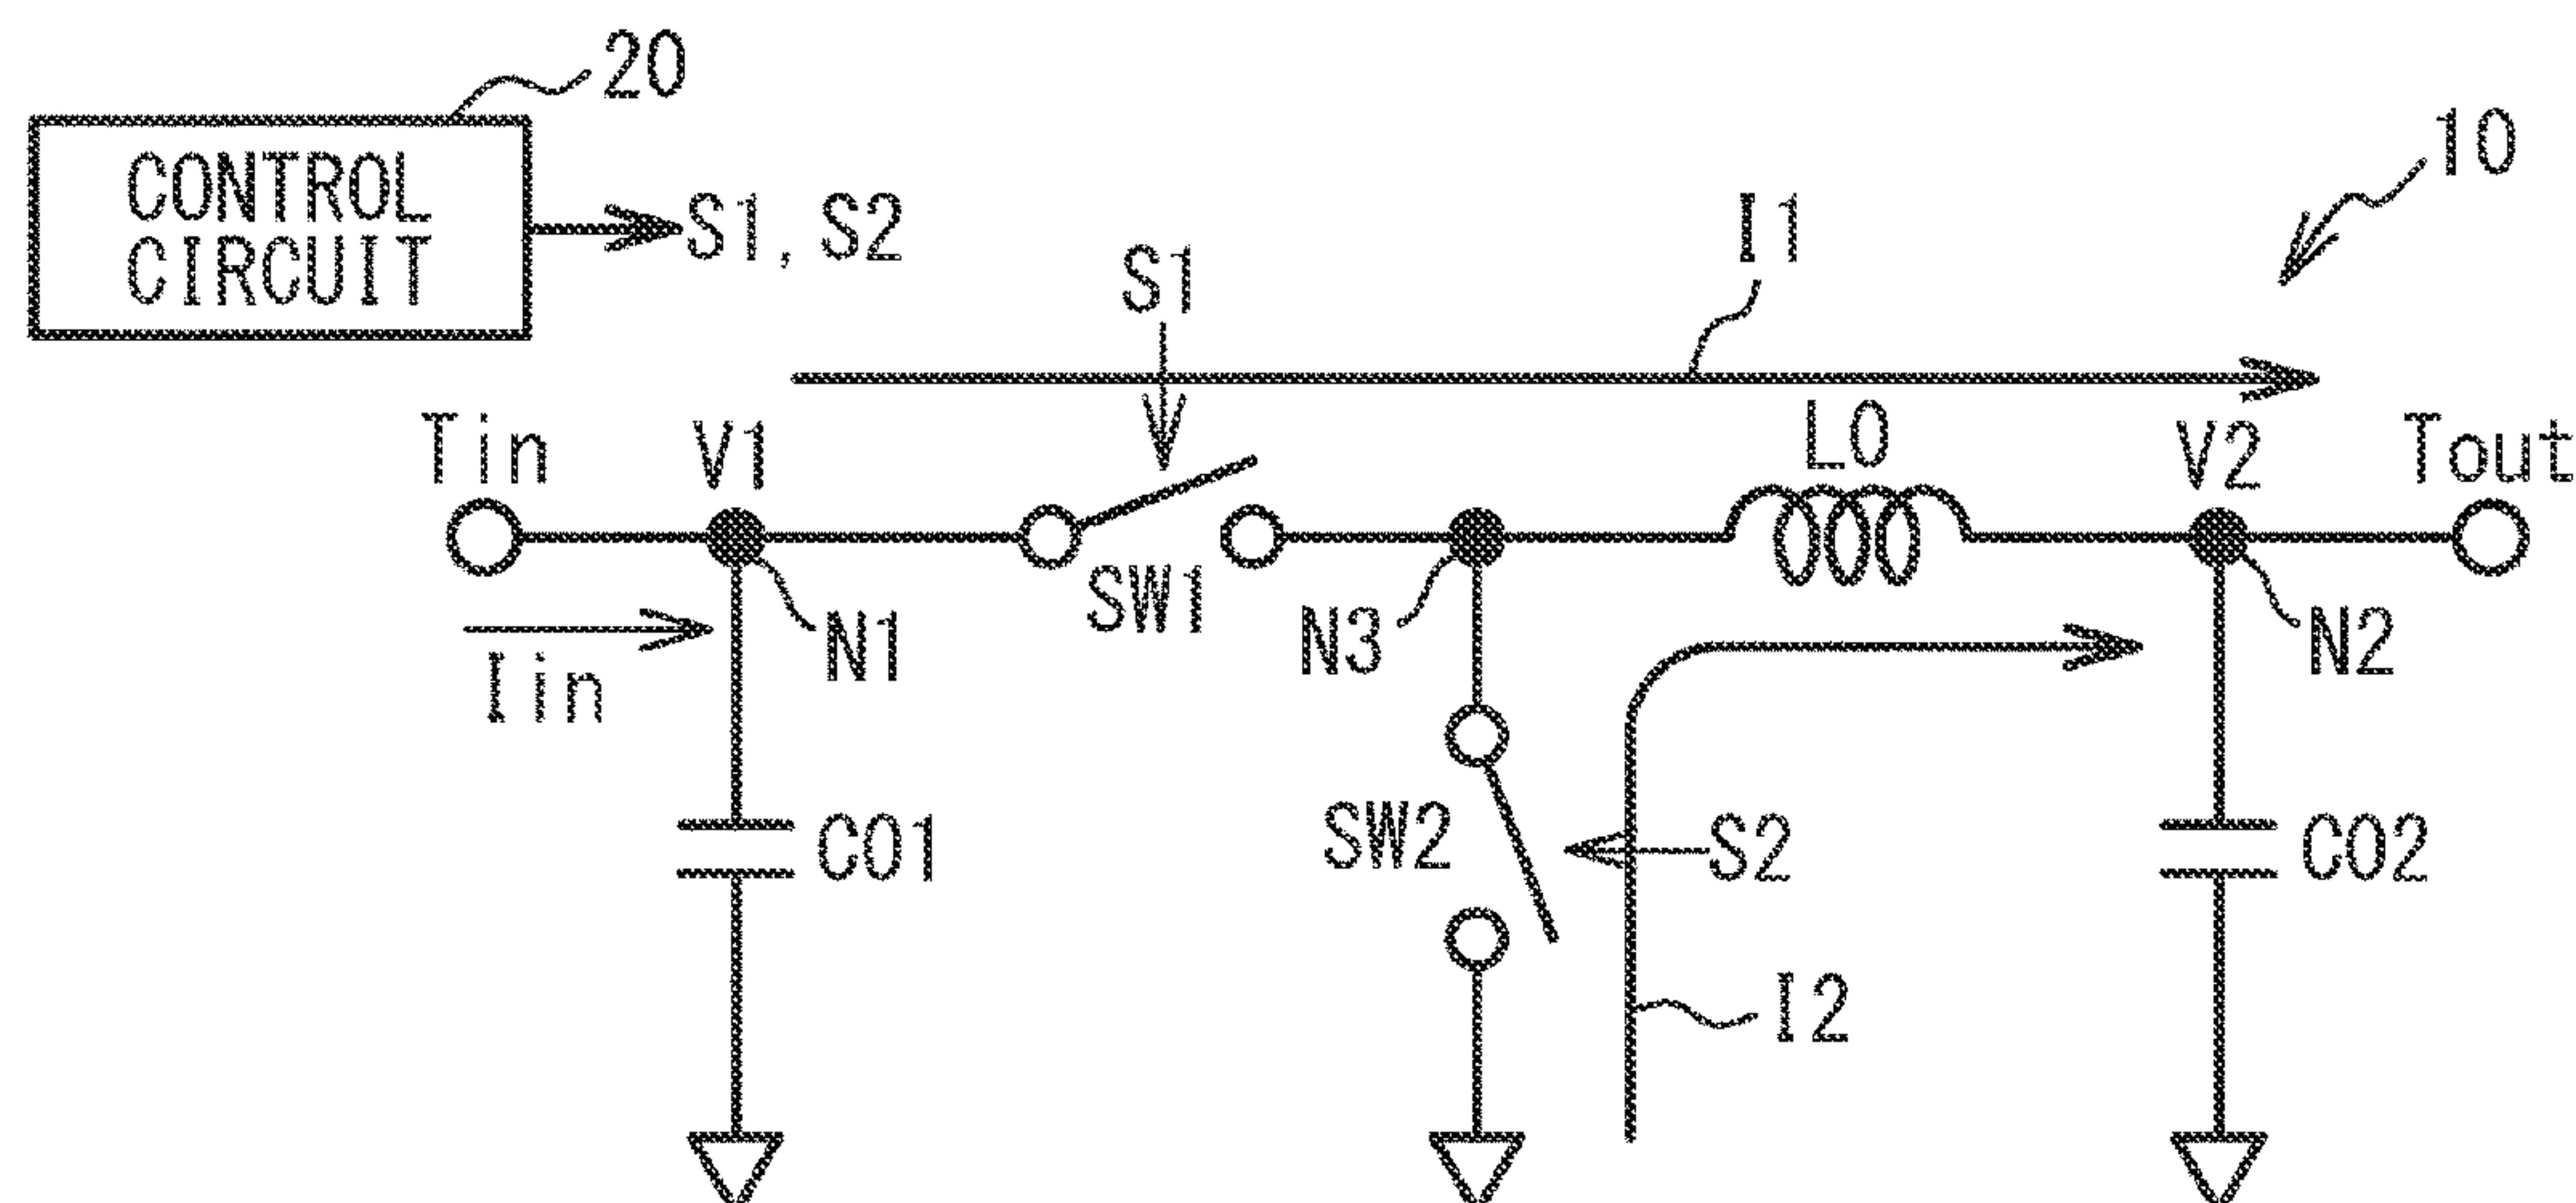 20
CONTROL
CIRCUIT
S1, S2
10
S1
I1
Tin
V1
L0
V2
Tout
SW1
N1
N3
N2
Iin
C01
SW2
S2
C02
I2